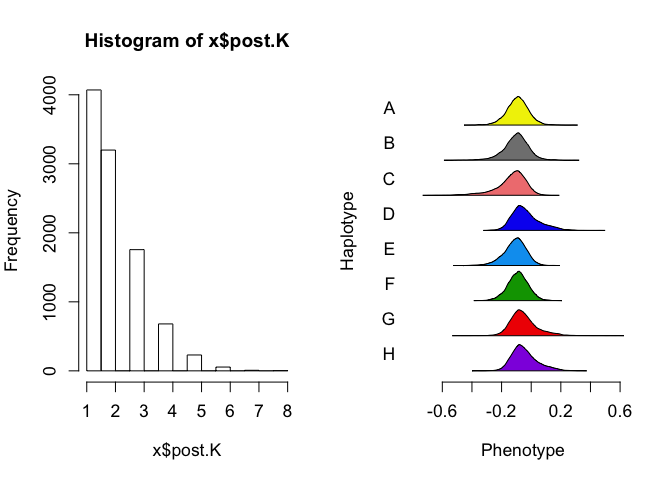 Histogram of x$post.K
Frequency
0
1000
2000
3000
4000
1 2 3 4 5 6 7 8
x$post.K
Haplotype
A
B
C
D
E
F
G
H
-0.6 -0.2 0.2 0.6
Phenotype